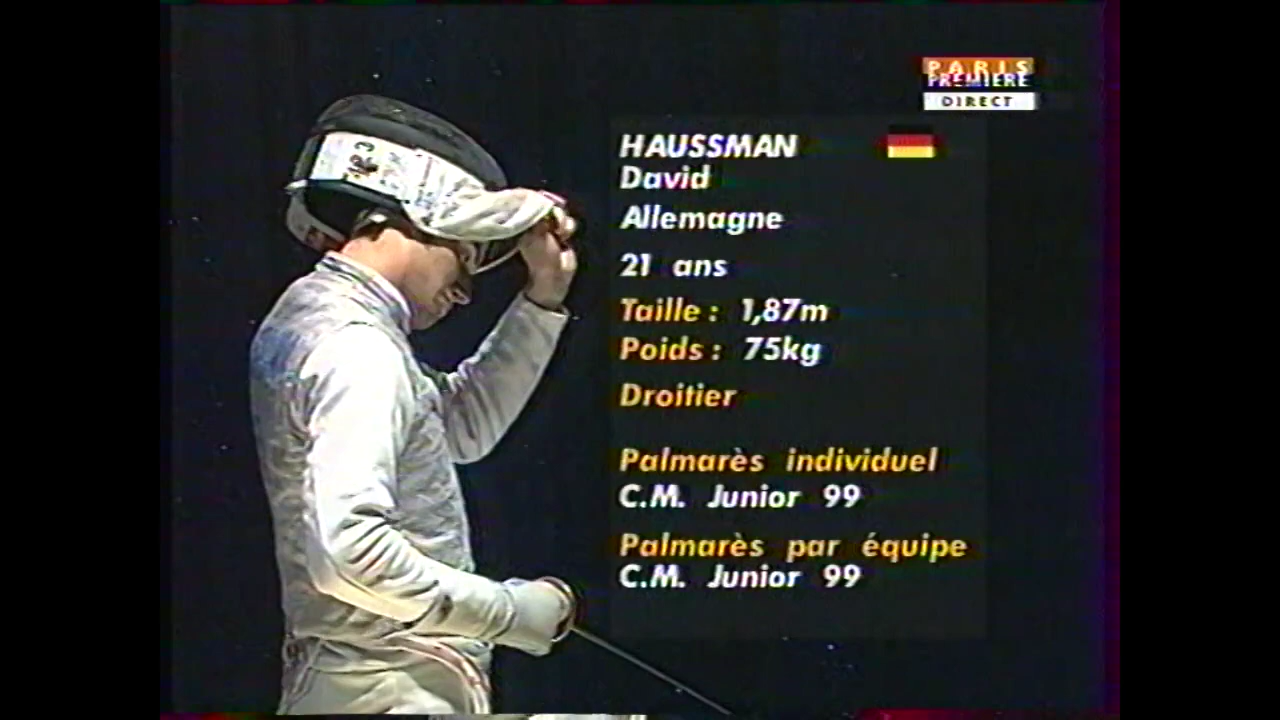 PARIS
PREMIERE
DIRECT
HAUSSMAN
David
Allemagne
21 ans
Taille : 1,87m
Poids : 75kg
Droitier
Palmarès individuel
C.M. Junior 99
Palmarès par équipe
C.M. Junior 99